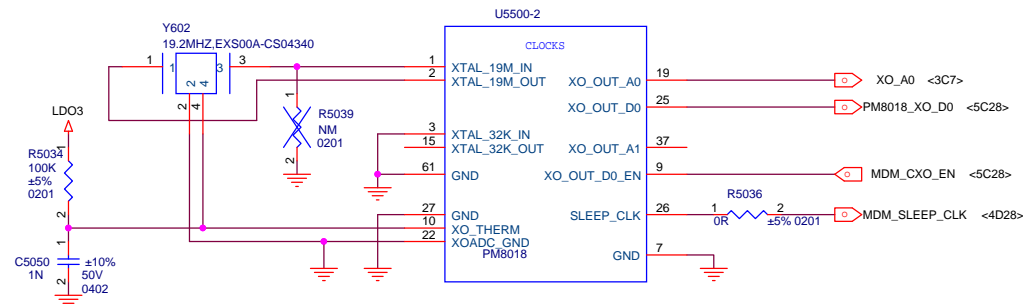 U5500-2
Y602
19.2MHZ,EXS00A-CS04340
CLOCKS
1 1 3 3
2 4
2 4
1 XTAL_19M_IN
2 XTAL_19M_OUT
XO_OUT_A0 19 XO_A0 <3C7>
XO_OUT_D0 25 PM8018_XO_D0 <5C28>
LDO3
1
R5034
100K
±5%
0201
2
1
R5039
NM
0201
2
3 XTAL_32K_IN
15 XTAL_32K_OUT
XO_OUT_A1 37
61 GND
XO_OUT_D0_EN 9 MDM_CXO_EN <5C28>
R5036
27 GND
SLEEP_CLK 26 1 2 MDM_SLEEP_CLK <4D28>
0R ±5% 0201
10 XO_THERM
22 XOADC_GND
PM8018
GND 7
1
C5050 ±10%
1N 50V
2 0402